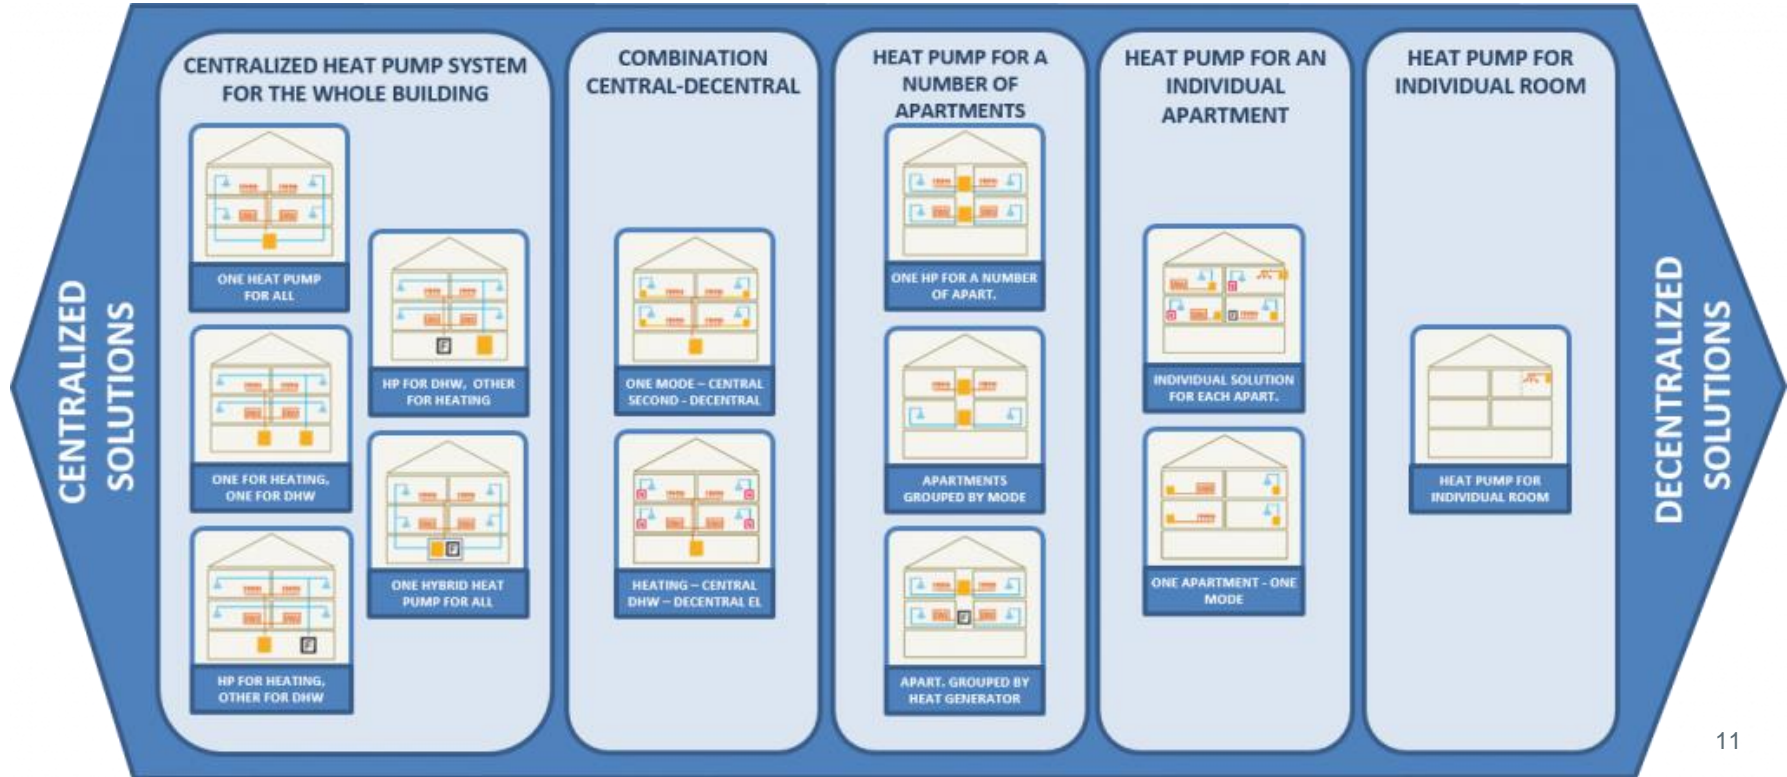 CENTRALIZED
SOLUTIONS
CENTRALIZED HEAT PUMP SYSTEM
FOR THE WHOLE BUILDING
ONE HEAT PUMP
FOR ALL
ONE FOR HEATING,
ONE FOR DHW
HP FOR HEATING,
OTHER FOR DHW
F
HP FOR DHW, OTHER
FOR HEATING
F
ONE HYBRID HEAT
PUMP FOR ALL
F
COMBINATION
CENTRAL-DECENTRAL
ONE MODE – CENTRAL
SECOND - DECENTRAL
HEATING – CENTRAL
DHW – DECENTRAL EL
HEAT PUMP FOR A
NUMBER OF
APARTMENTS
ONE HP FOR A NUMBER
OF APART.
APARTMENTS
GROUPED BY MODE
F
APART. GROUPED BY
HEAT GENERATOR
HEAT PUMP FOR AN
INDIVIDUAL
APARTMENT
F
INDIVIDUAL SOLUTION
FOR EACH APART.
ONE APARTMENT - ONE
MODE
HEAT PUMP FOR
INDIVIDUAL ROOM
HEAT PUMP FOR
INDIVIDUAL ROOM
DECENTRALIZED
SOLUTIONS
11